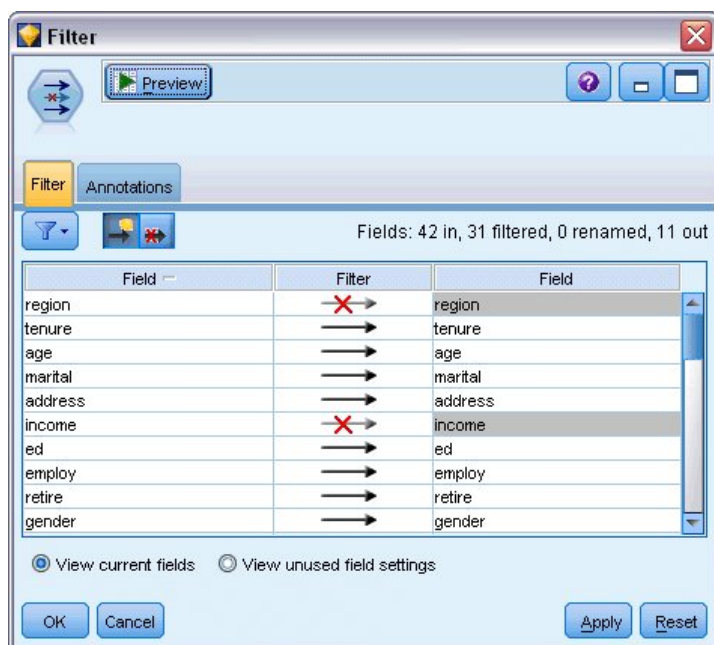 Filter
Preview
Filter Annotations
Fields: 42 in, 31 filtered, 0 renamed, 11 out
Field Filter Field
region region
tenure tenure
age age
marital marital
address address
income income
ed ed
employ employ
retire retire
gender gender
View current fields View unused field settings
OK Cancel Apply Reset